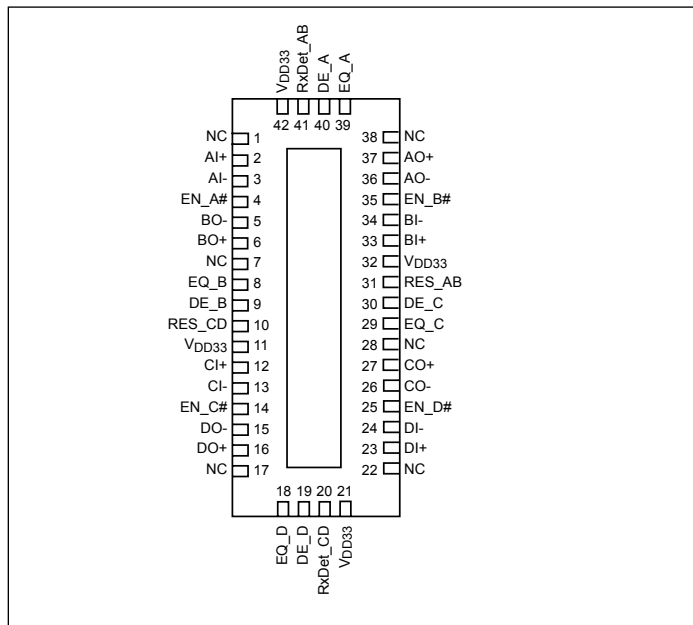 VDD33
RxDet_AB
DE_A
EQ_A
42 41 40 39
NC 1
AI+ 2
AI- 3
EN_A# 4
BO- 5
BO+ 6
NC 7
EQ_B 8
DE_B 9
RES_CD 10
VDD33 11
CI+ 12
CI- 13
EN_C# 14
DO- 15
DO+ 16
NC 17
38 NC
37 AO+
36 AO-
35 EN_B#
34 BI-
33 BI+
32 VDD33
31 RES_AB
30 DE_C
29 EQ_C
28 NC
27 CO+
26 CO-
25 EN_D#
24 DI-
23 DI+
22 NC
18 19 20 21
EQ_D
DE_D
RxDet_CD
VDD33